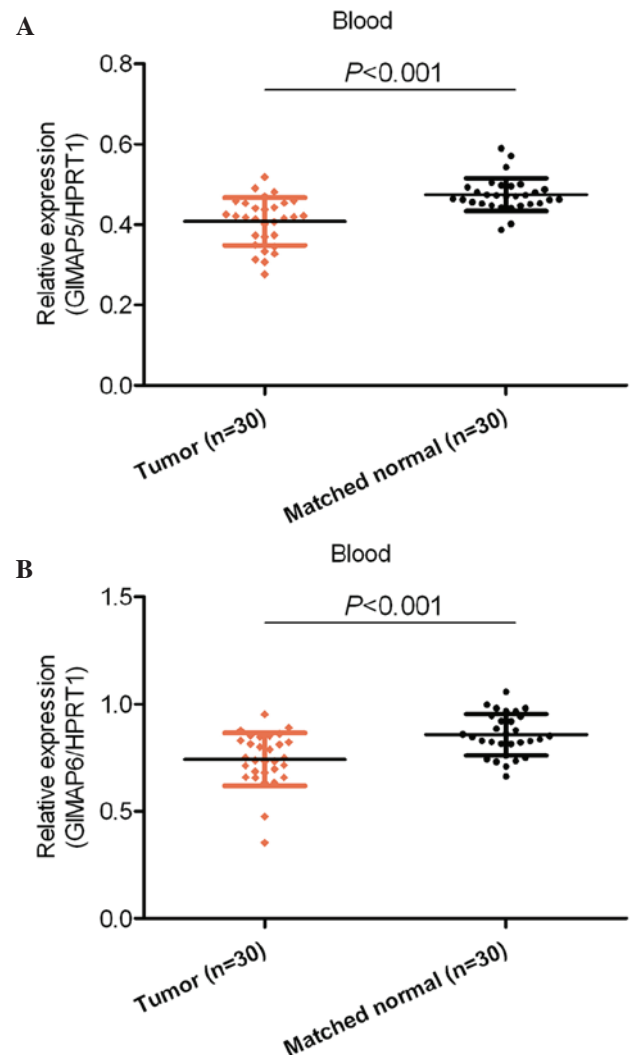 A
Blood
P<0.001
0.8
0.6
0.4
0.2
0.0
Relative expression
(GIMAP5/HPRT1)
Tumor (n=30)
Matched normal (n=30)
B
Blood
P<0.001
1.5
1.0
0.5
0.0
Relative expression
(GIMAP6/HPRT1)
Tumor (n=30)
Matched normal (n=30)